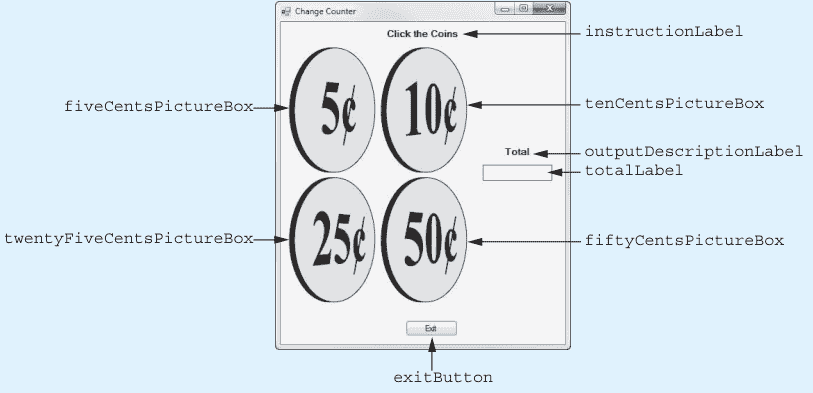 Change Counter
Click the Coins
instructionLabel
fiveCentsPictureBox
5¢
10¢
tenCentsPictureBox
Total
outputDescriptionLabel
totalLabel
twentyFiveCentsPictureBox
25¢
50¢
fiftyCentsPictureBox
Exit
exitButton